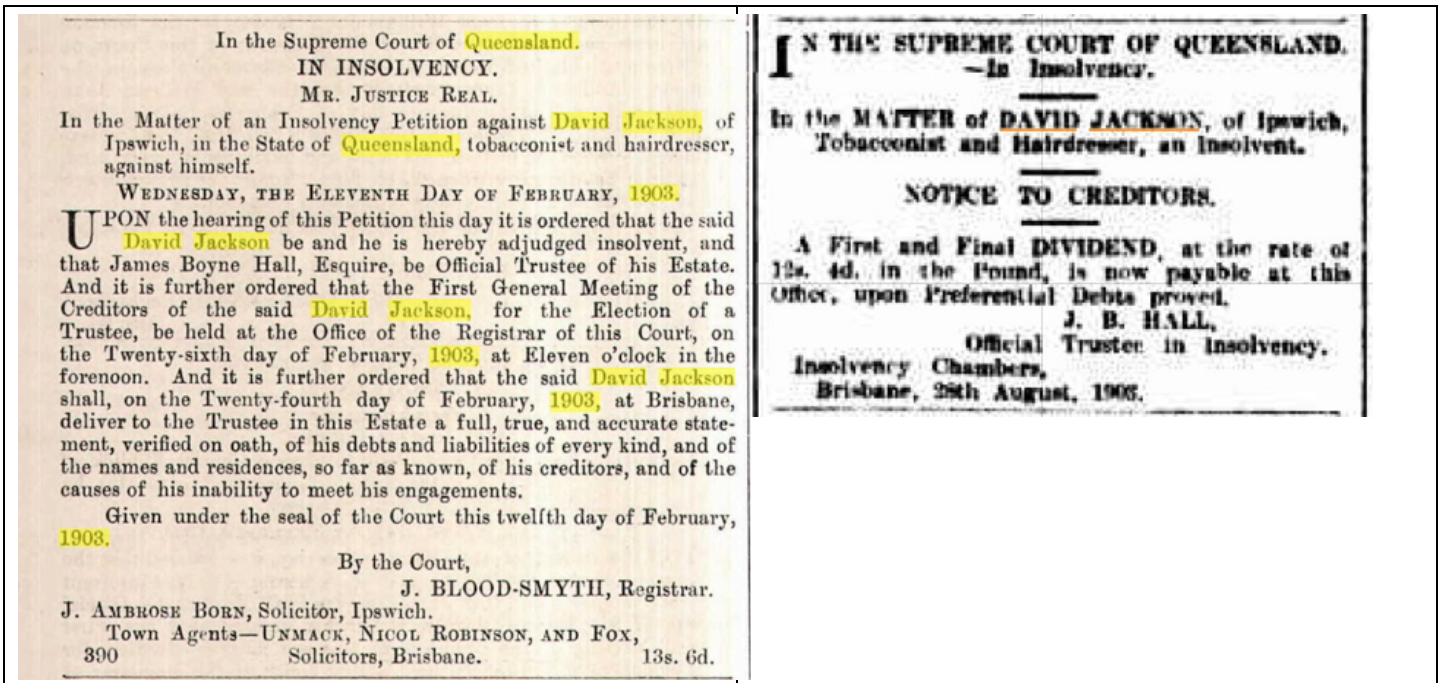 In the Supreme Court of Queensland.
IN INSOLVENCY.
MR. JUSTICE REAL.
In the Matter of an Insolvency Petition against David Jackson, of
Ipswich, in the State of Queensland, tobacconist and hairdresser,
against himself.
WEDNESDAY, THE ELEVENTH DAY OF FEBRUARY, 1903.
UPON the hearing of this Petition this day it is ordered that the said
David Jackson be and he is hereby adjudged insolvent, and
that James Boyne Hall, Esquire, be Official Trustee of his Estate.
And it is further ordered that the First General Meeting of the
Creditors of the said David Jackson, for the Election of a
Trustee, be held at the Office of the Registrar of this Court, on
the Twenty-sixth day of February, 1903, at Eleven o'clock in the
forenoon. And it is further ordered that the said David Jackson
shall, on the Twenty-fourth day of February, 1903, at Brisbane,
deliver to the Trustee in this Estate a full, true, and accurate state-
ment, verified on oath, of his debts and liabilities of every kind, and of
the names and residences, so far as known, of his creditors, and of the
causes of his inability to meet his engagements.
Given under the seal of the Court this twelfth day of February,
1903.
By the Court,
J. BLOOD-SMYTH, Registrar.
J. AMBROSE BORN, Solicitor, Ipswich.
Town Agents—UNMACK, NICOL ROBINSON, AND FOX,
390 Solicitors, Brisbane. 13s. 6d.
IN THE SUPREME COURT OF QUEENSLAND.
—In Insolvency.
In the MATTER of DAVID JACKSON, of Ipswich,
Tobacconist and Hairdresser, an Insolvent.
NOTICE TO CREDITORS.
A First and Final DIVIDEND, at the rate of
12s. 4d. in the Pound, is now payable at this
Office, upon Preferential Debts proved.
J. B. HALL,
Official Trustee in Insolvency.
Insolvency Chambers,
Brisbane, 28th August,